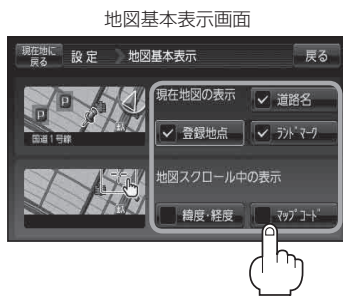 地図基本表示画面
現在地に
戻る
設定
地図基本表示
戻る
P
P
国道1号線
現在地図の表示
道路名
登録地点
ﾗﾝﾄﾞﾏｰｸ
地図スクロール中の表示
緯度・経度
ﾏｯﾌﾟｺｰﾄﾞ